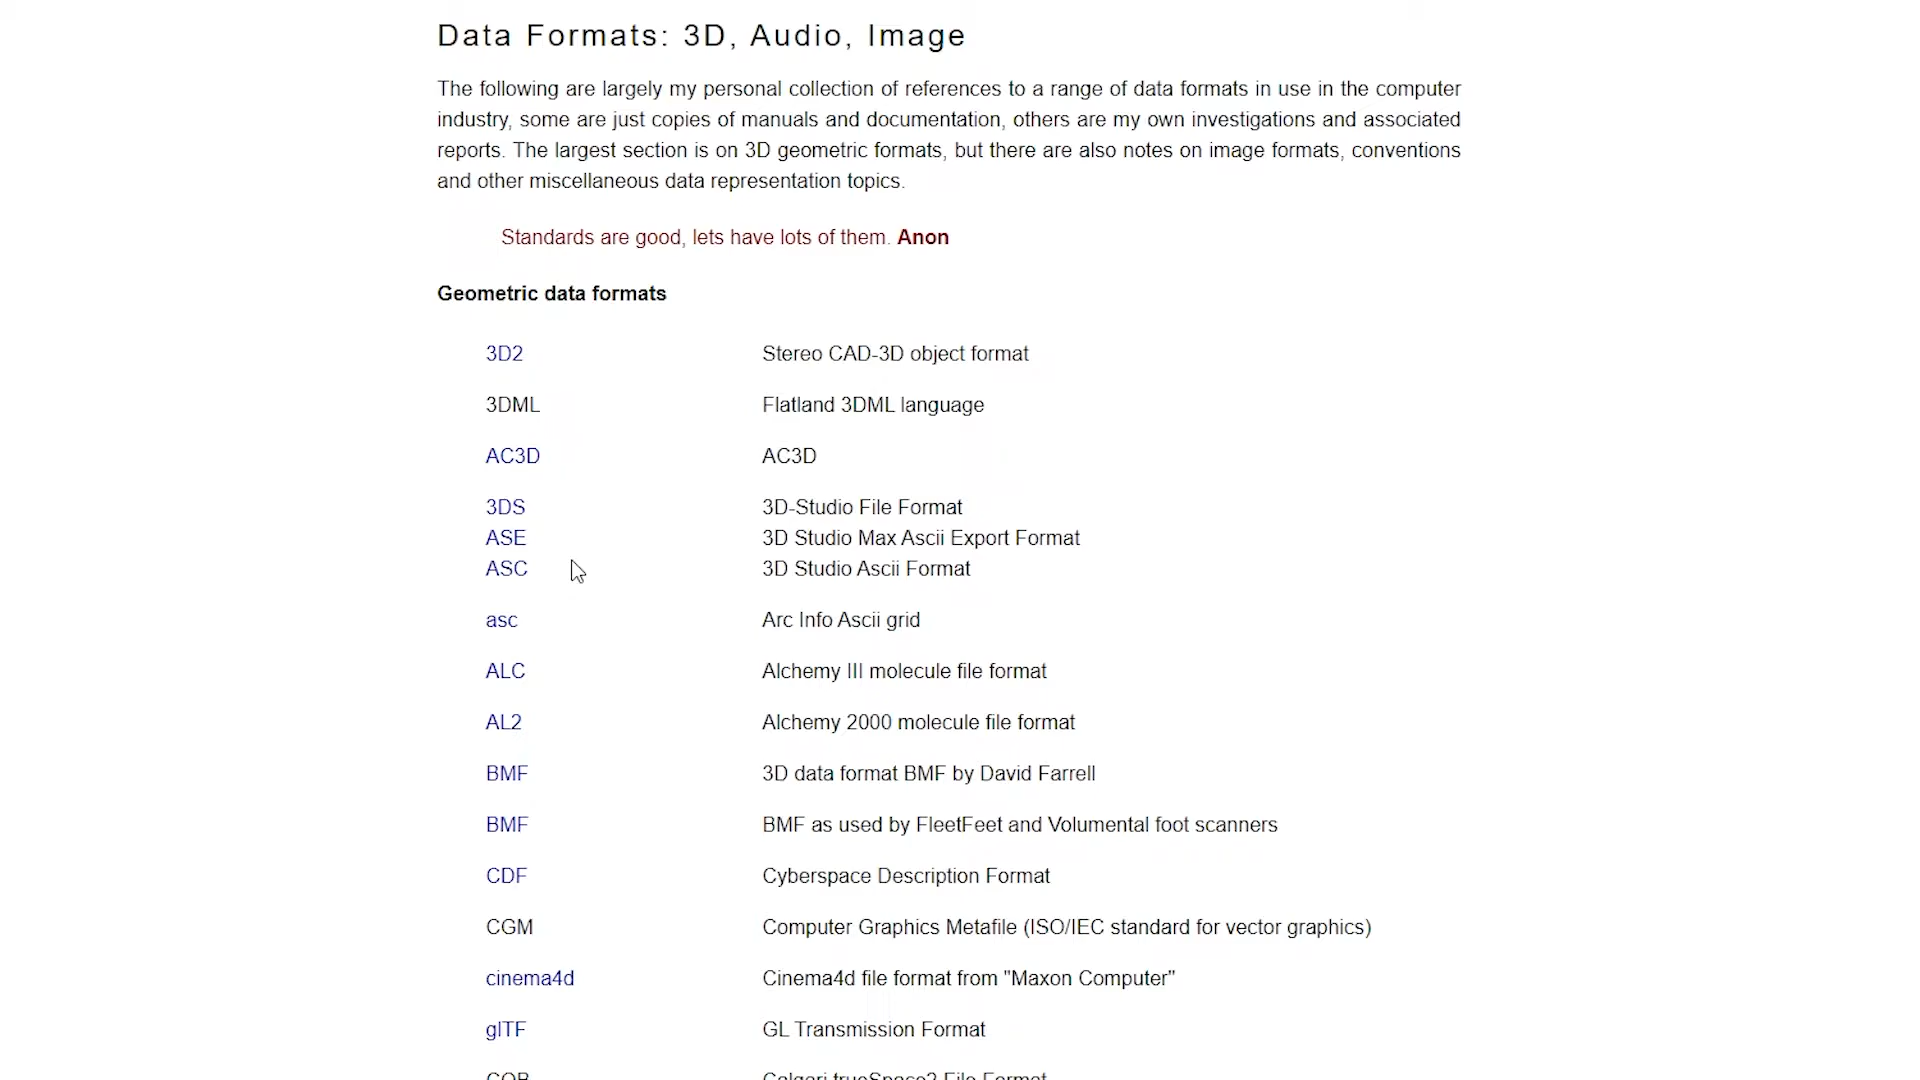 Data Formats: 3D, Audio, Image
The following are largely my personal collection of references to a range of data formats in use in the computer
industry, some are just copies of manuals and documentation, others are my own investigations and associated
reports. The largest section is on 3D geometric formats, but there are also notes on image formats, conventions
and other miscellaneous data representation topics.
Standards are good, lets have lots of them. Anon
Geometric data formats
3D2 Stereo CAD-3D object format
3DML Flatland 3DML language
AC3D AC3D
3DS 3D-Studio File Format
ASE 3D Studio Max Ascii Export Format
ASC 3D Studio Ascii Format
asc Arc Info Ascii grid
ALC Alchemy III molecule file format
AL2 Alchemy 2000 molecule file format
BMF 3D data format BMF by David Farrell
BMF BMF as used by FleetFeet and Volumental foot scanners
CDF Cyberspace Description Format
CGM Computer Graphics Metafile (ISO/IEC standard for vector graphics)
cinema4d Cinema4d file format from "Maxon Computer"
glTF GL Transmission Format